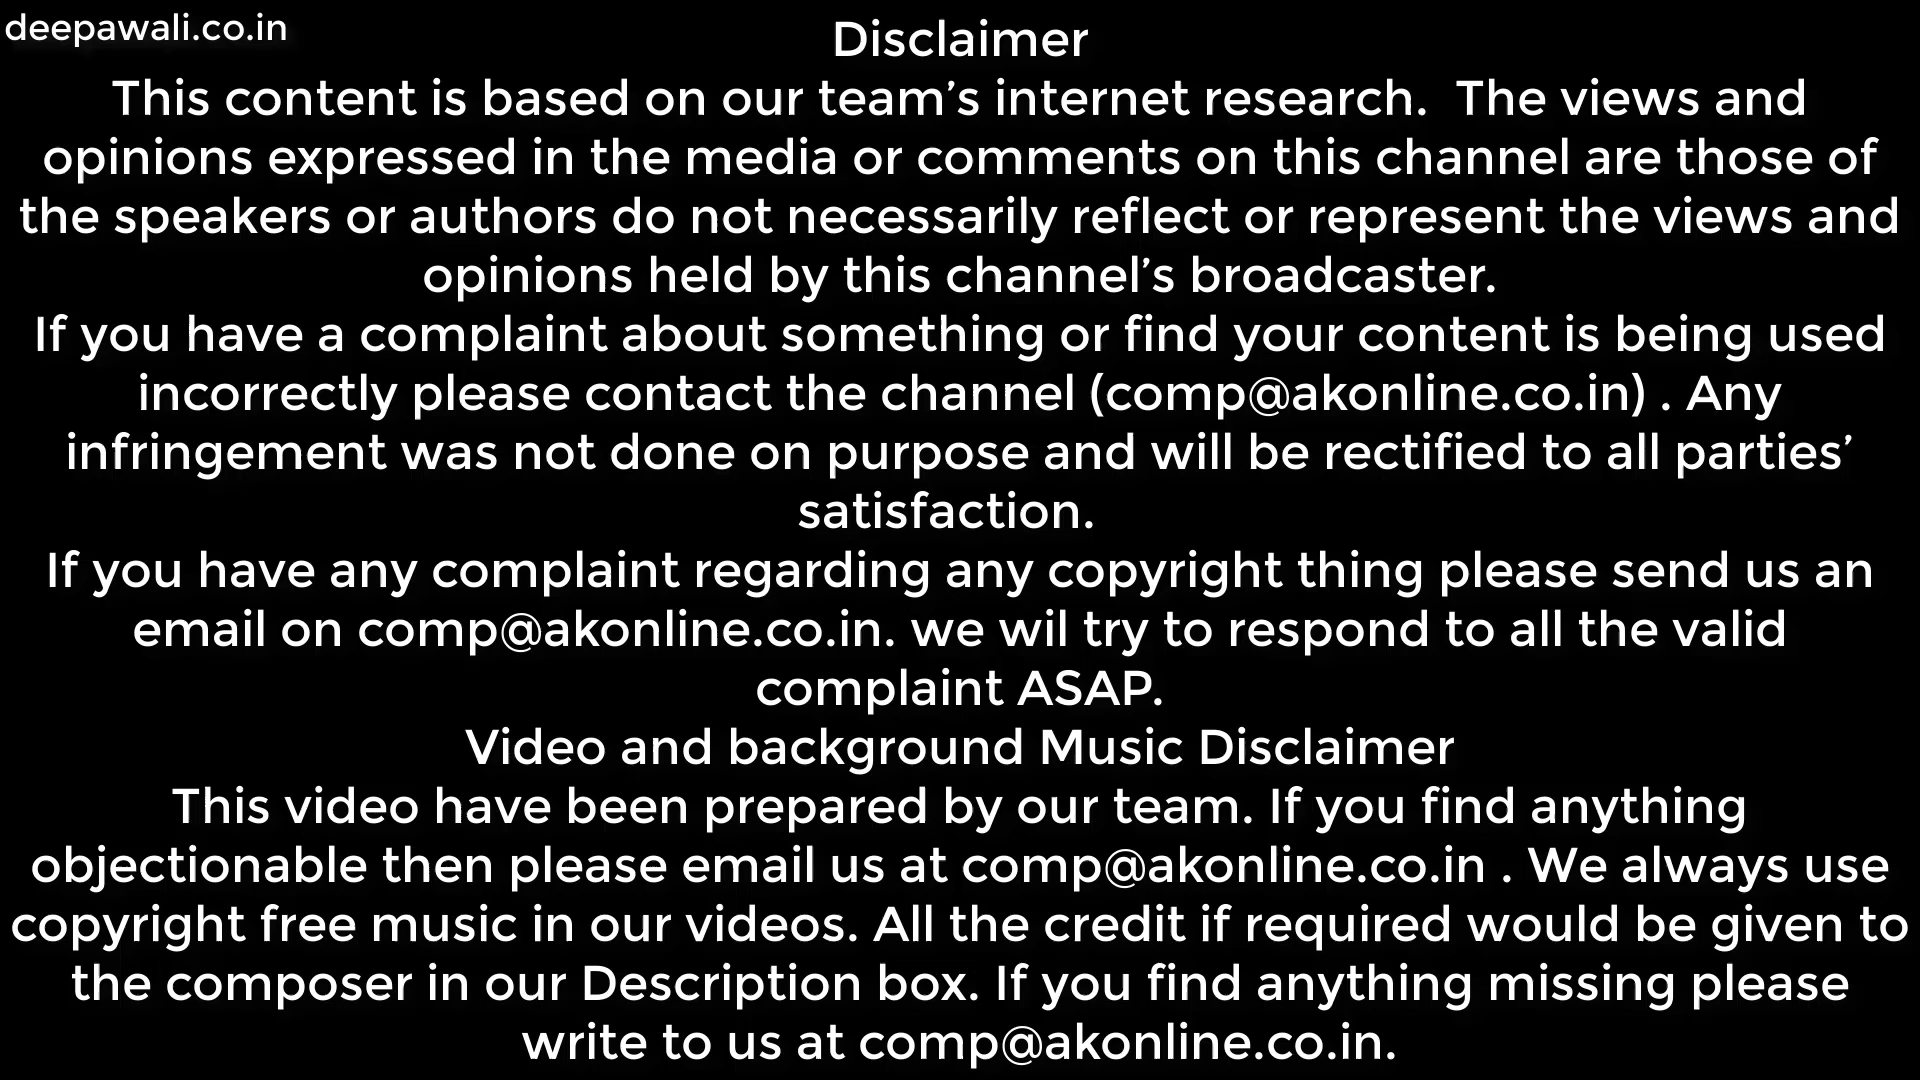 deepawali.co.in
Disclaimer
This content is based on our team’s internet research.  The views and
opinions expressed in the media or comments on this channel are those of
the speakers or authors do not necessarily reflect or represent the views and
opinions held by this channel’s broadcaster.
If you have a complaint about something or find your content is being used
incorrectly please contact the channel (comp@akonline.co.in) . Any
infringement was not done on purpose and will be rectified to all parties’
satisfaction.
If you have any complaint regarding any copyright thing please send us an
email on comp@akonline.co.in. we wil try to respond to all the valid
complaint ASAP.
Video and background Music Disclaimer
This video have been prepared by our team. If you find anything
objectionable then please email us at comp@akonline.co.in . We always use
copyright free music in our videos. All the credit if required would be given to
the composer in our Description box. If you find anything missing please
write to us at comp@akonline.co.in.